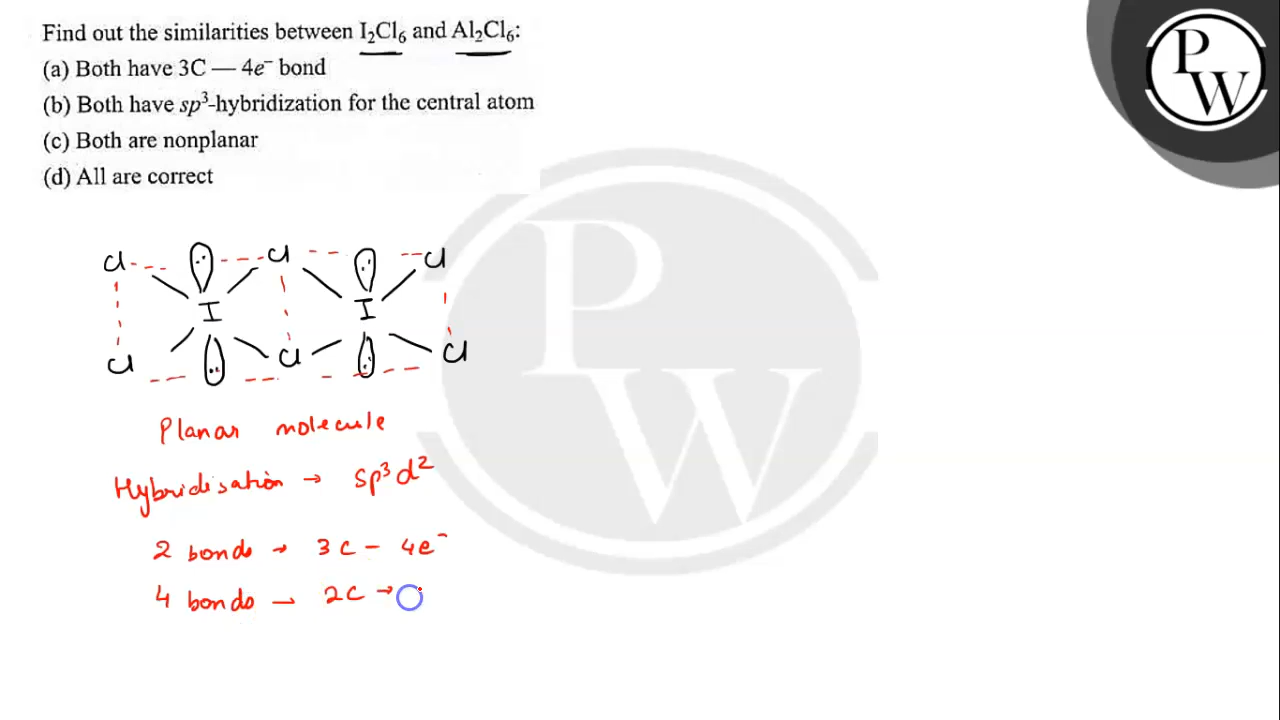 Find out the similarities between I₂Cl₆ and Al₂Cl₆:
(a) Both have 3C — 4e⁻ bond
(b) Both have sp³-hybridization for the central atom
(c) Both are nonplanar
(d) All are correct
P
W
Cl Cl Cl
I I
Cl Cl Cl
Planar molecule
Hybridisation → sp³d²
2 bonds → 3C - 4e⁻
4 bonds → 2C →
P
W